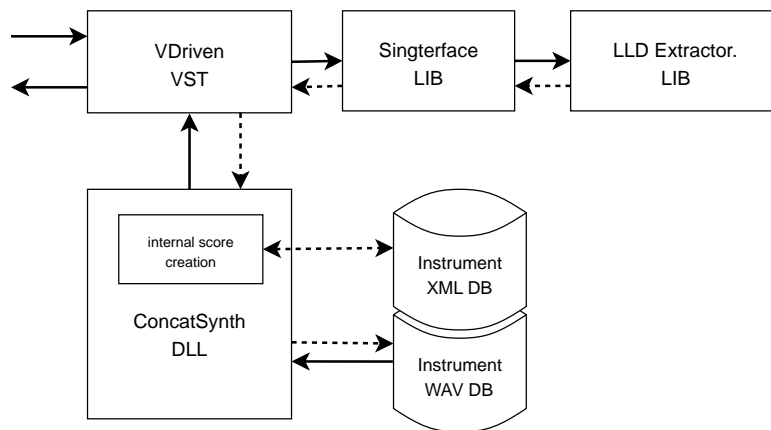 VDriven
VST
Singterface
LIB
LLD Extractor.
LIB
internal score
creation
ConcatSynth
DLL
Instrument
XML DB
Instrument
WAV DB